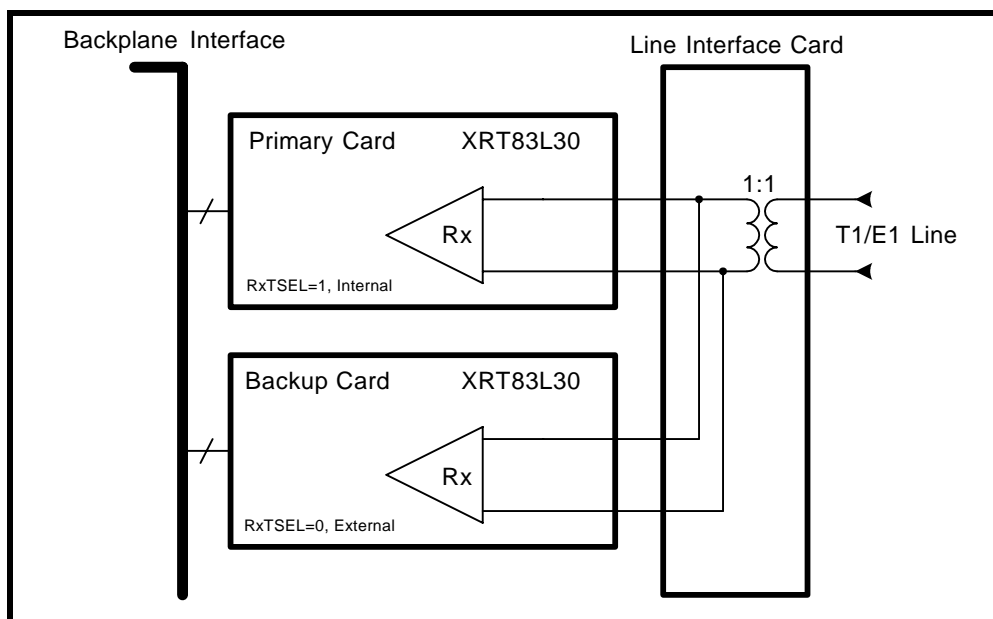 Backplane Interface
Line Interface Card
Primary Card XRT83L30
1:1
Rx
T1/E1 Line
RxTSEL=1, Internal
Backup Card XRT83L30
Rx
RxTSEL=0, External